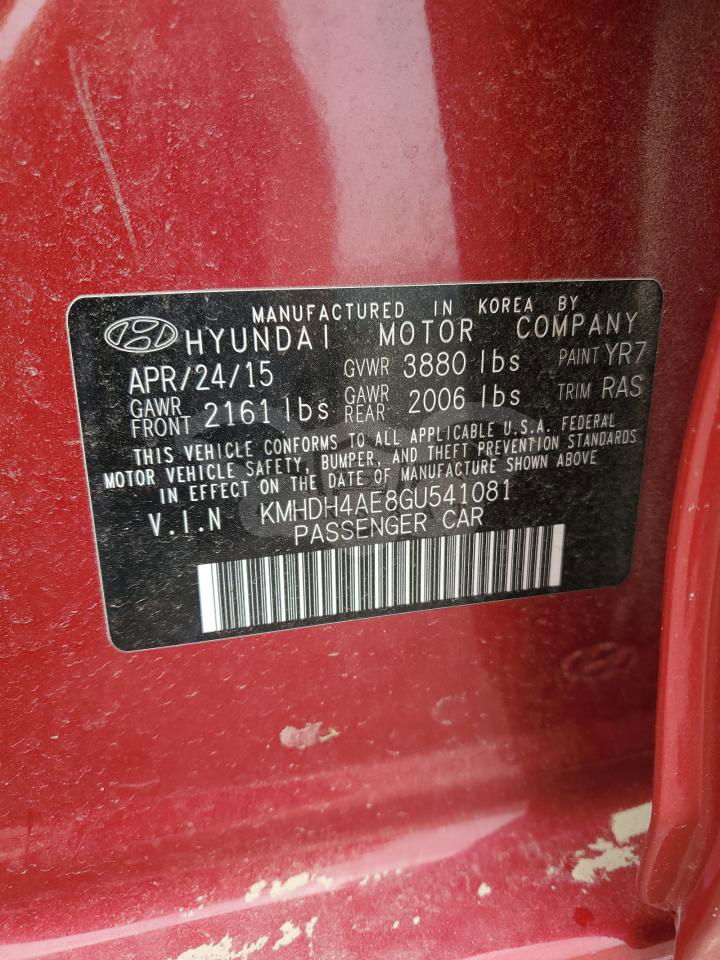 MANUFACTURED IN KOREA BY
HYUNDAI MOTOR COMPANY
APR/24/15 GVWR 3880 lbs PAINT YR7
GAWR FRONT 2161 lbs GAWR REAR 2006 lbs TRIM RAS
THIS VEHICLE CONFORMS TO ALL APPLICABLE U.S.A. FEDERAL
MOTOR VEHICLE SAFETY, BUMPER, AND THEFT PREVENTION STANDARDS
IN EFFECT ON THE DATE OF MANUFACTURE SHOWN ABOVE
V.I.N KMHDH4AE8GU541081
PASSENGER CAR